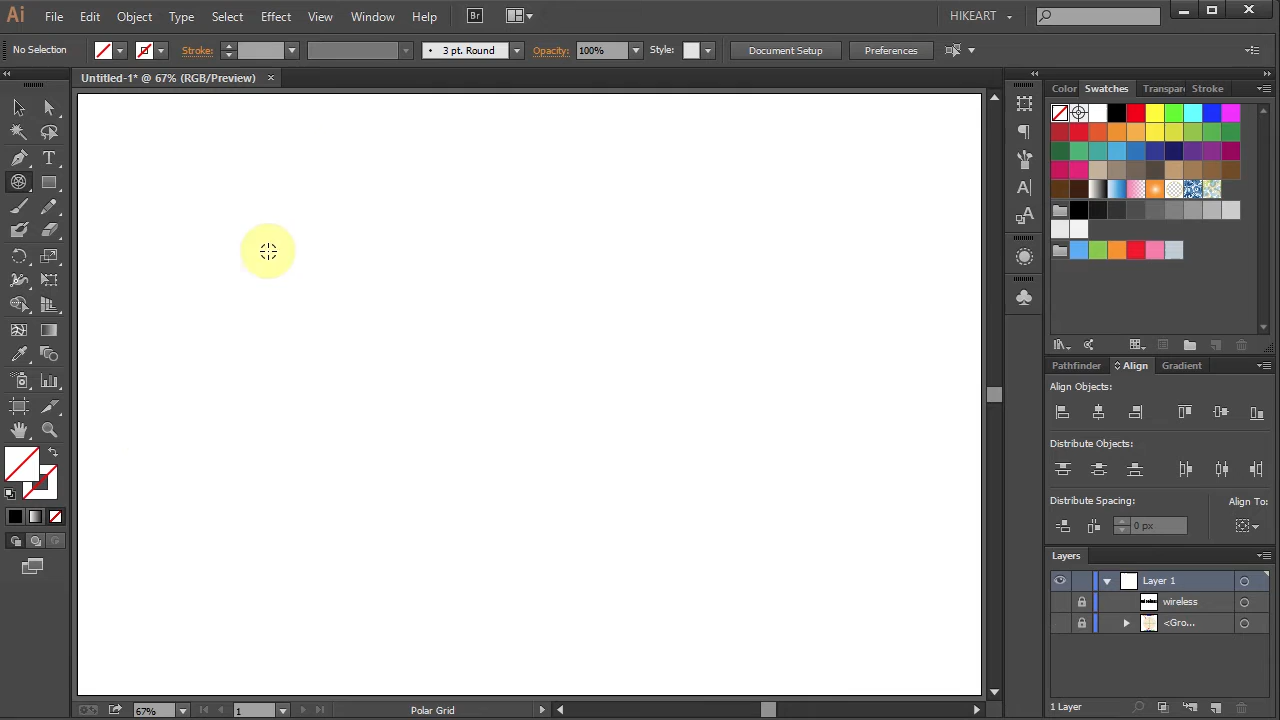 Ai File Edit Object Type Select Effect View Window Help Br HIKEART
No Selection Stroke: 3 pt. Round Opacity: 100% Style: Document Setup Preferences
Untitled-1* @ 67% (RGB/Preview) ×
Color Swatches Transpare Stroke
Pathfinder Align Gradient
Align Objects:
Distribute Objects:
Distribute Spacing: Align To:
0 px
Layers
Layer 1
wireless
<Gro...
67% 1 Polar Grid
1 Layer